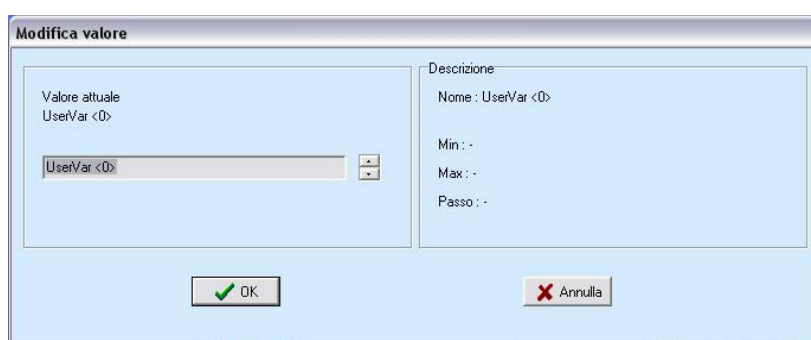 Modifica valore
Valore attuale
UserVar <0>
UserVar <0>
OK
Descrizione
Nome : UserVar <0>
Min : -
Max : -
Passo : -
Annulla